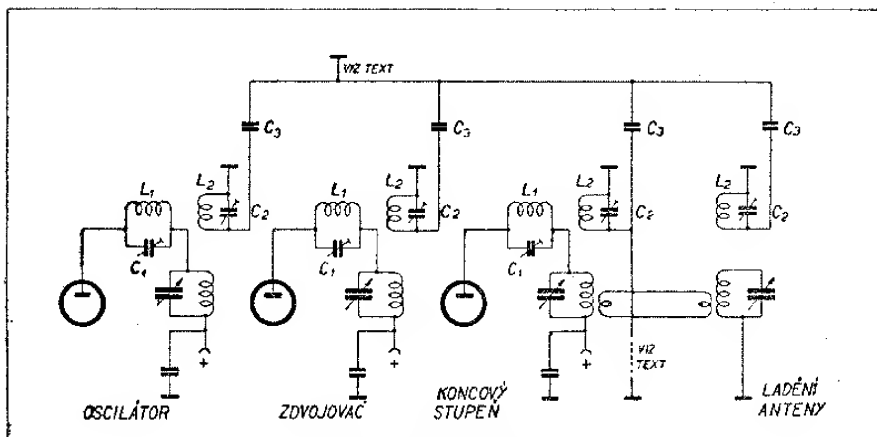 VIZ TEXT
C3
C3
C3
C3
L1
L2
L1
L2
L1
L2
L2
C2
C2
C2
C2
C1
C1
C1
+
+
+
VIZ
TEXT
OSCILÁTOR
ZDVOJOVAČ
KONCOVÝ
STUPEŇ
LADĚNÍ
ANTENY